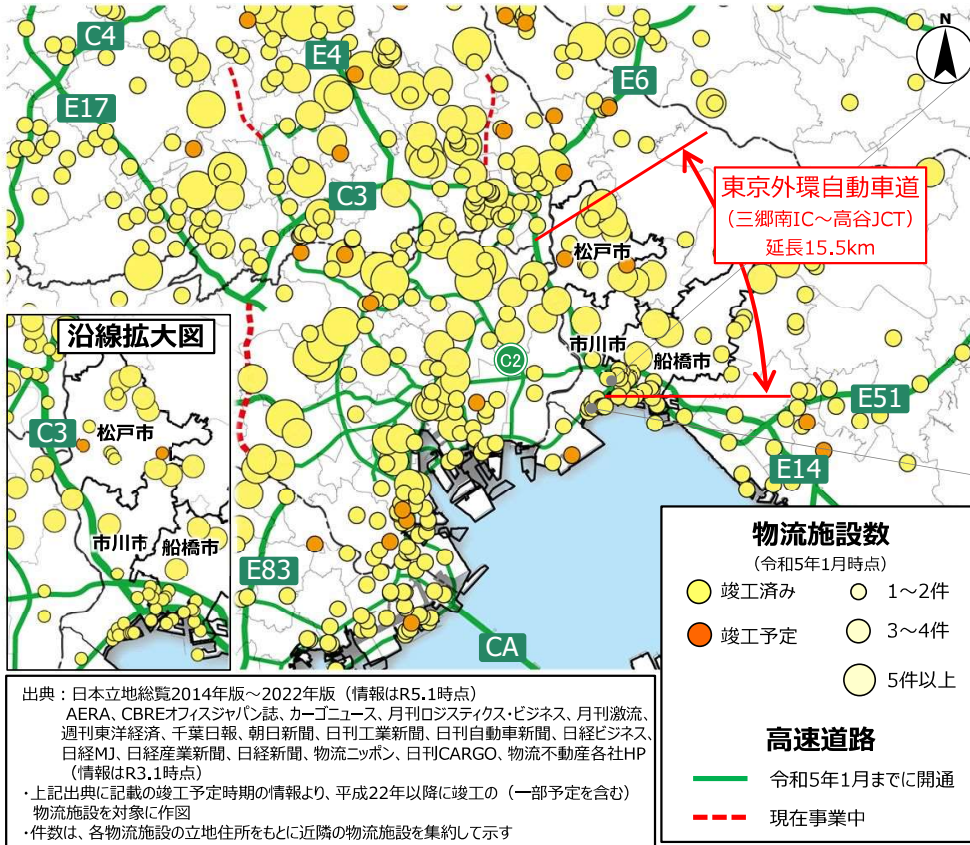 C4
E4
E6
N
E17
C3
東京外環自動車道
(三郷南IC～高谷JCT)
延長15.5km
松戸市
沿線拡大図
市川市
船橋市
C2
C3
松戸市
E51
E14
市川市
船橋市
E83
CA
物流施設数
(令和5年1月時点)
竣工済み
1～2件
竣工予定
3～4件
5件以上
高速道路
令和5年1月までに開通
現在事業中
出典：日本立地総覧2014年版～2022年版（情報はR5.1時点）
AERA、CBREオフィスジャパン誌、カーゴニュース、月刊ロジスティクス・ビジネス、月刊激流、
週刊東洋経済、千葉日報、朝日新聞、日刊工業新聞、日刊自動車新聞、日経ビジネス、
日経MJ、日経産業新聞、日経新聞、物流ニッポン、日刊CARGO、物流不動産各社HP
（情報はR3.1時点）
・上記出典に記載の竣工予定時期の情報より、平成22年以降に竣工の（一部予定を含む）
物流施設を対象に作図
・件数は、各物流施設の立地住所をもとに近隣の物流施設を集約して示す